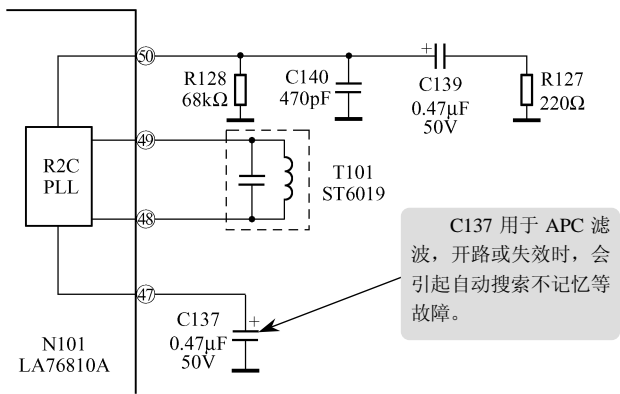 50
R128
68kΩ
C140
470pF
+
C139
0.47μF
50V
R127
220Ω
49
R2C
PLL
T101
ST6019
48
C137 用于 APC 滤
波，开路或失效时，会
引起自动搜索不记忆等
故障。
47
C137
0.47μF
50V
+
N101
LA76810A